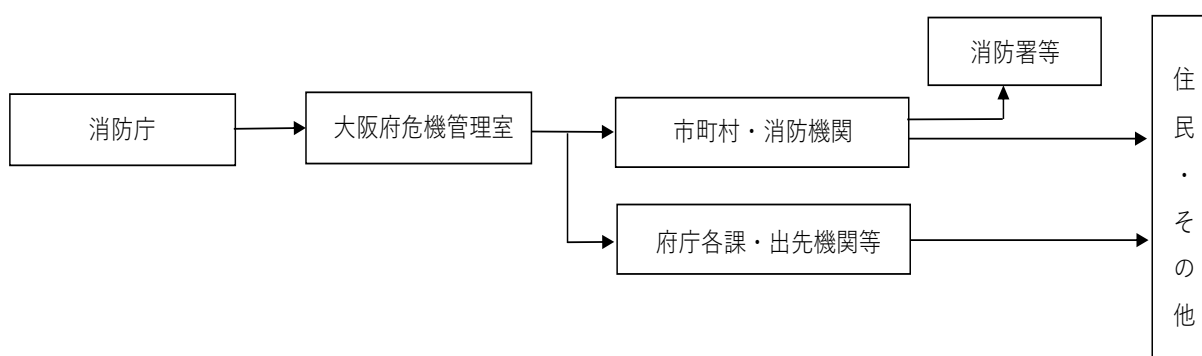 消防署等
消防庁
大阪府危機管理室
市町村・消防機関
府庁各課・出先機関等
住民・その他